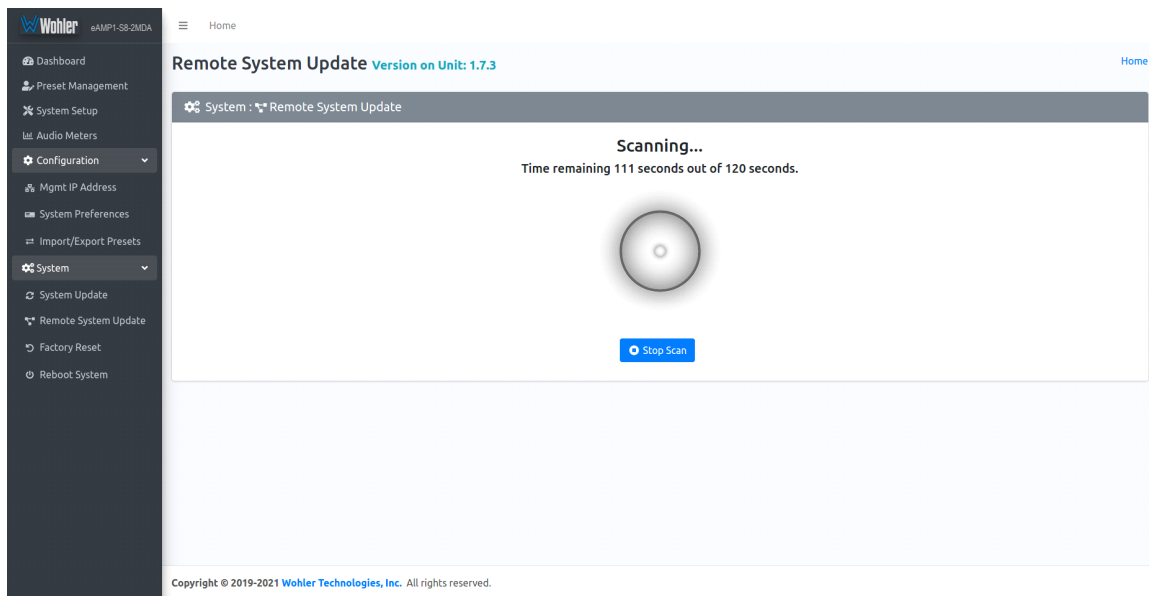 Wohler eAMP1-S8-2MDA
Dashboard
Preset Management
System Setup
Audio Meters
Configuration
Mgmt IP Address
System Preferences
Import/Export Presets
System
System Update
Remote System Update
Factory Reset
Reboot System
Home
Remote System Update Version on Unit: 1.7.3
Home
System : Remote System Update
Scanning...
Time remaining 111 seconds out of 120 seconds.
Stop Scan
Copyright © 2019-2021 Wohler Technologies, Inc. All rights reserved.